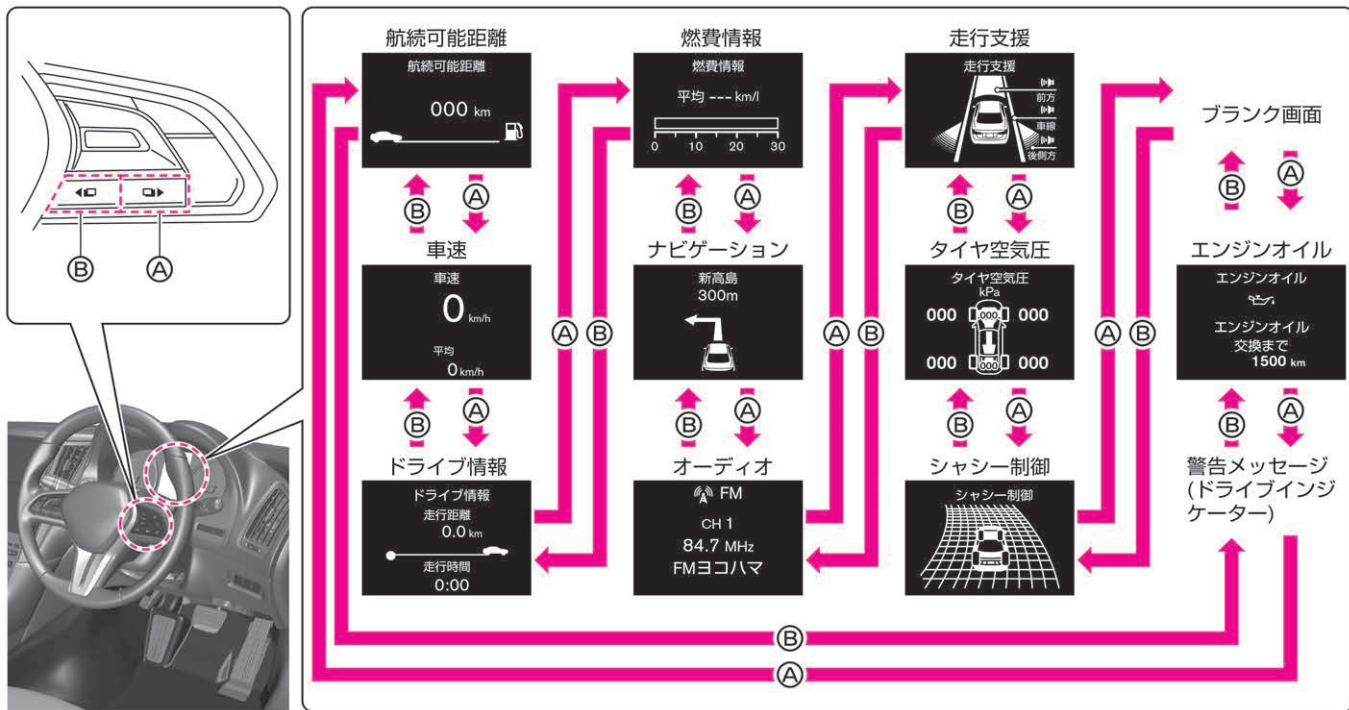 Ⓑ
Ⓐ
航続可能距離
航続可能距離
000 km
Ⓑ
Ⓐ
車速
車速
0 km/h
平均
0 km/h
Ⓑ
Ⓐ
ドライブ情報
ドライブ情報
走行距離
0.0 km
走行時間
0:00
Ⓐ
Ⓑ
燃費情報
燃費情報
平均 --- km/l
0 10 20 30
Ⓑ
Ⓐ
ナビゲーション
新高島
300m
Ⓑ
Ⓐ
オーディオ
FM
CH 1
84.7 MHz
FMヨコハマ
Ⓐ
Ⓑ
走行支援
走行支援
前方
車線
後側方
Ⓑ
Ⓐ
タイヤ空気圧
タイヤ空気圧
kPa
000 000 000
000 000 000
Ⓑ
Ⓐ
シャシー制御
シャシー制御
Ⓐ
Ⓑ
ブランク画面
Ⓑ
Ⓐ
エンジンオイル
エンジンオイル
エンジンオイル
交換まで
1500 km
Ⓑ
Ⓐ
警告メッセージ
(ドライブインジ
ケーター)
Ⓑ
Ⓐ